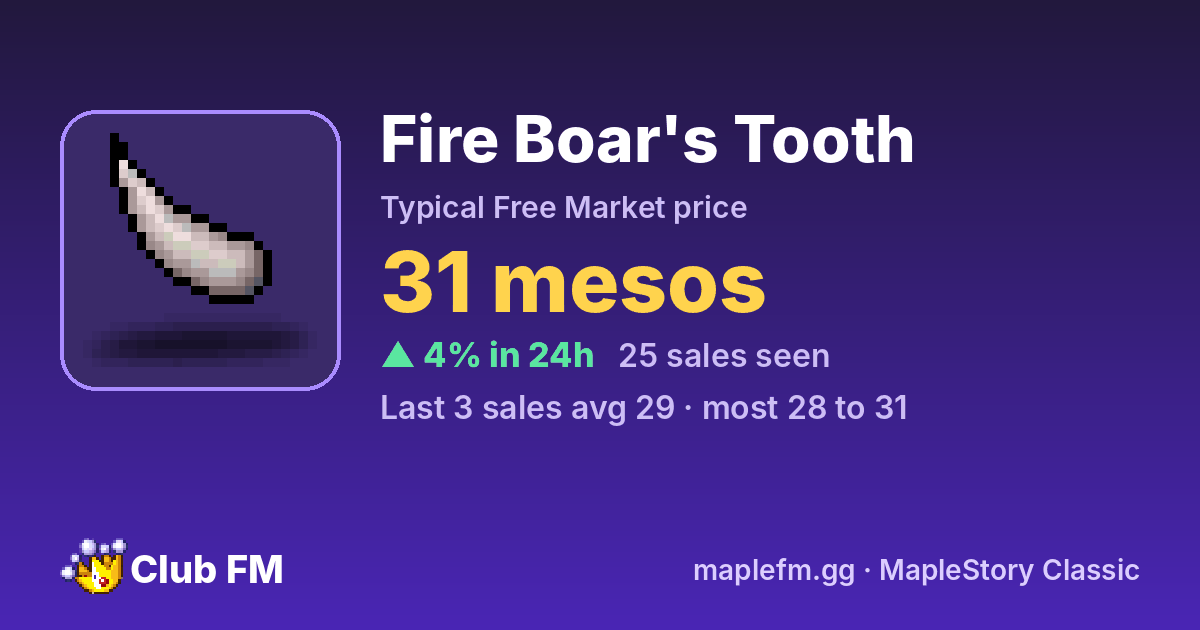 Fire Boar's Tooth
Typical Free Market price
31 mesos
▲ 4% in 24h 25 sales seen
Last 3 sales avg 29 · most 28 to 31
Club FM
maplefm.gg · MapleStory Classic